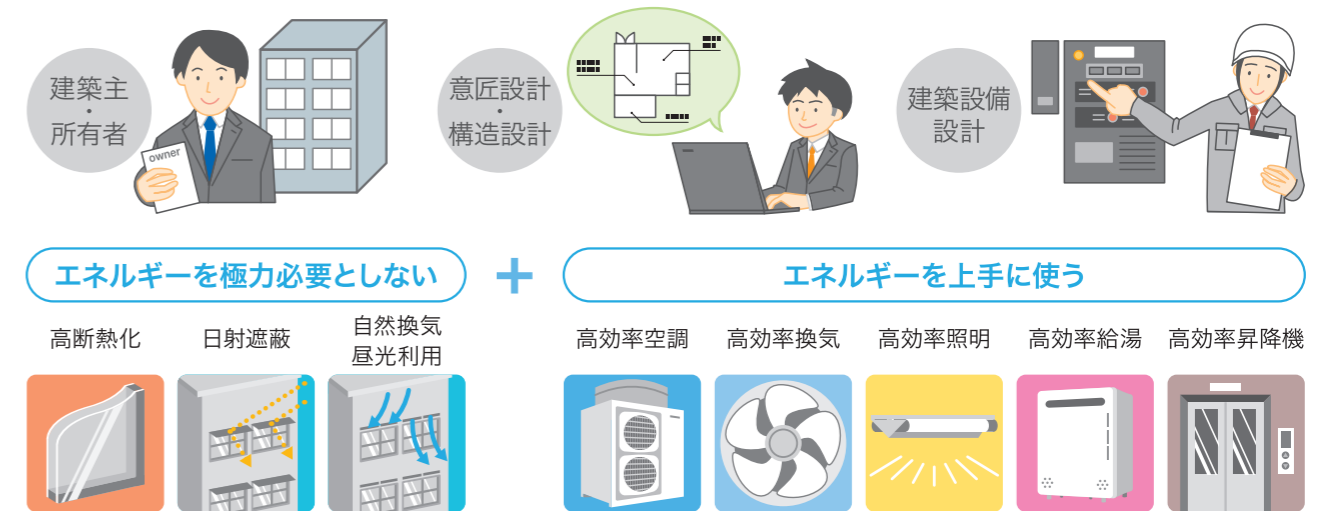 建築主
・
所有者
owner
意匠設計
・
構造設計
建築設備
設計
エネルギーを極力必要としない
+
エネルギーを上手に使う
高断熱化
日射遮蔽
自然換気
昼光利用
高効率空調
高効率換気
高効率照明
高効率給湯
高効率昇降機